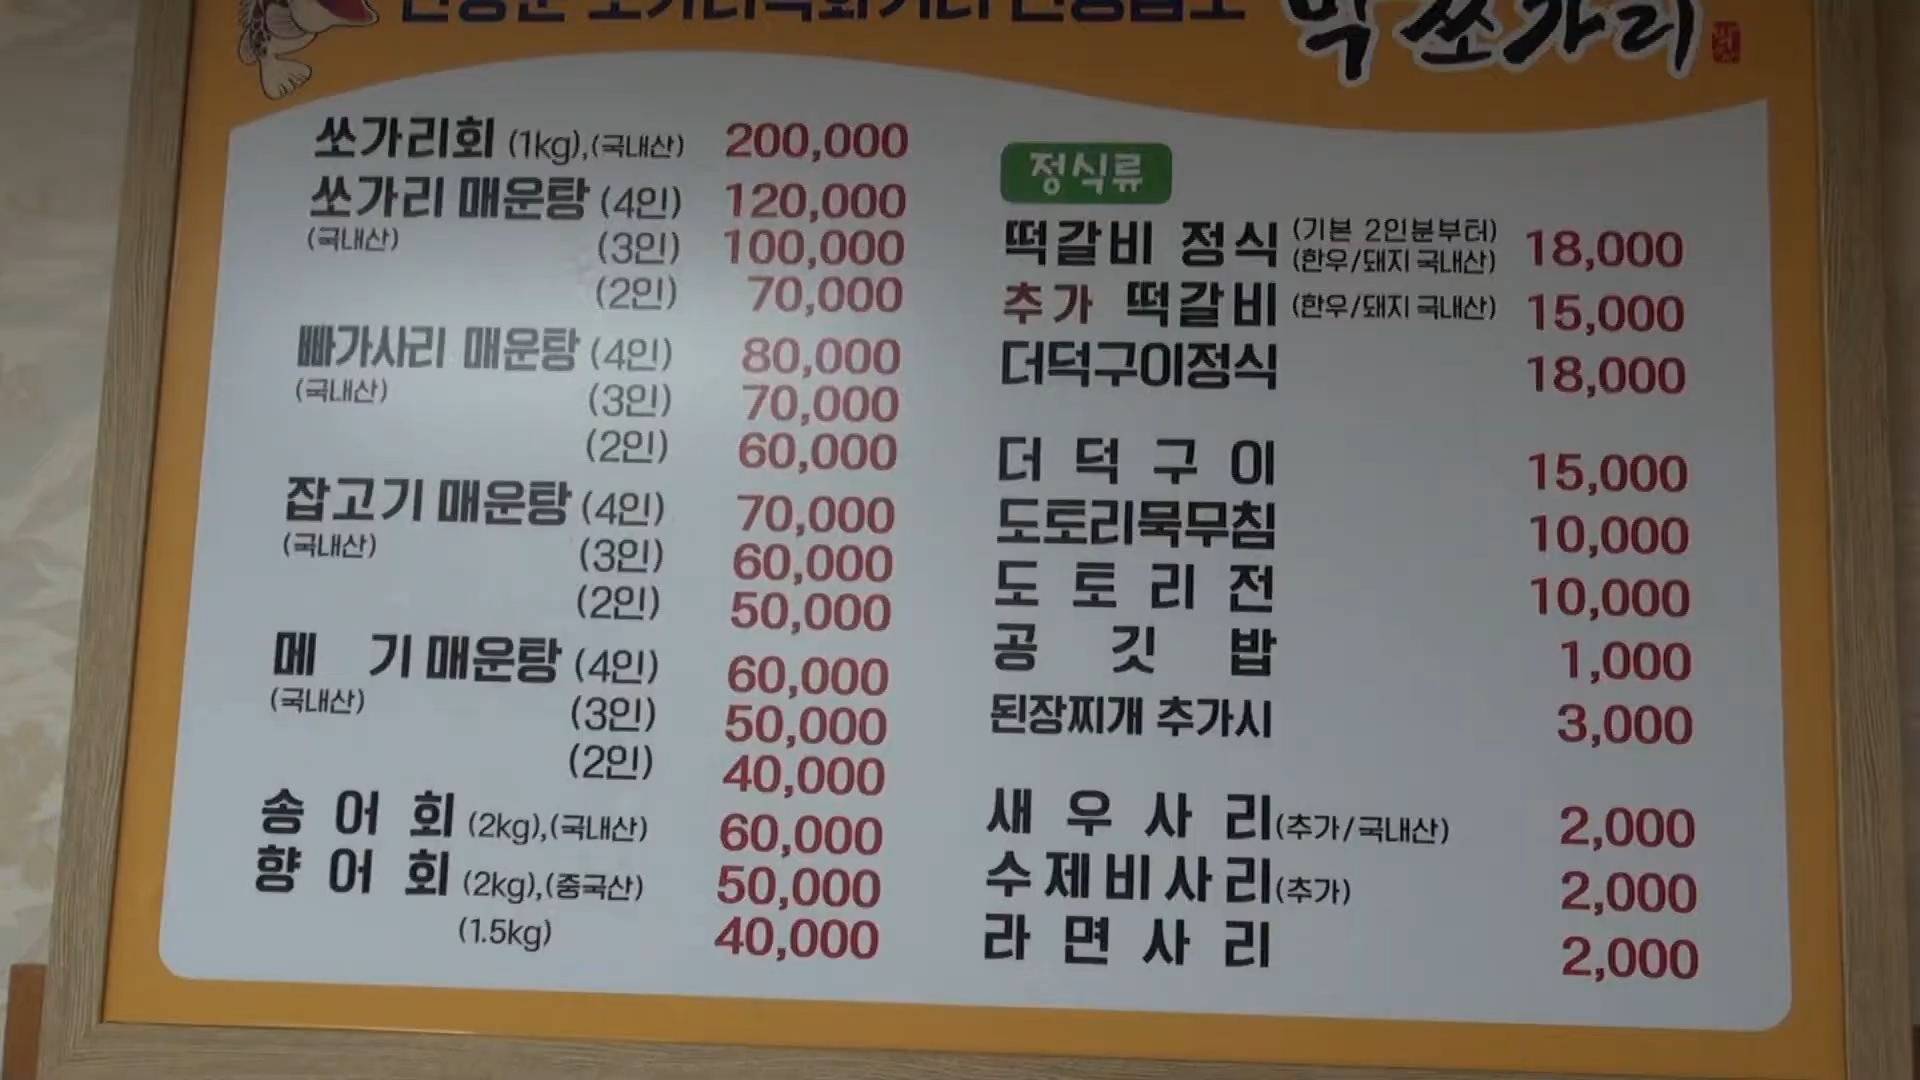 박쏘가리
쏘가리회 (1kg),(국내산) 200,000
쏘가리 매운탕 (4인) 120,000
(국내산) (3인) 100,000
(2인) 70,000
빠가사리 매운탕 (4인) 80,000
(국내산) (3인) 70,000
(2인) 60,000
잡고기 매운탕 (4인) 70,000
(국내산) (3인) 60,000
(2인) 50,000
메 기 매운탕 (4인) 60,000
(국내산) (3인) 50,000
(2인) 40,000
송 어 회 (2kg),(국내산) 60,000
향 어 회 (2kg),(중국산) 50,000
(1.5kg) 40,000
정식류
떡갈비 정식 (기본 2인분부터) (한우/돼지 국내산) 18,000
추가 떡갈비 (한우/돼지 국내산) 15,000
더덕구이정식 18,000
더 덕 구 이 15,000
도토리묵무침 10,000
도 토 리 전 10,000
공 깃 밥 1,000
된장찌개 추가시 3,000
새 우 사 리(추가/국내산) 2,000
수제비사리(추가) 2,000
라 면 사 리 2,000